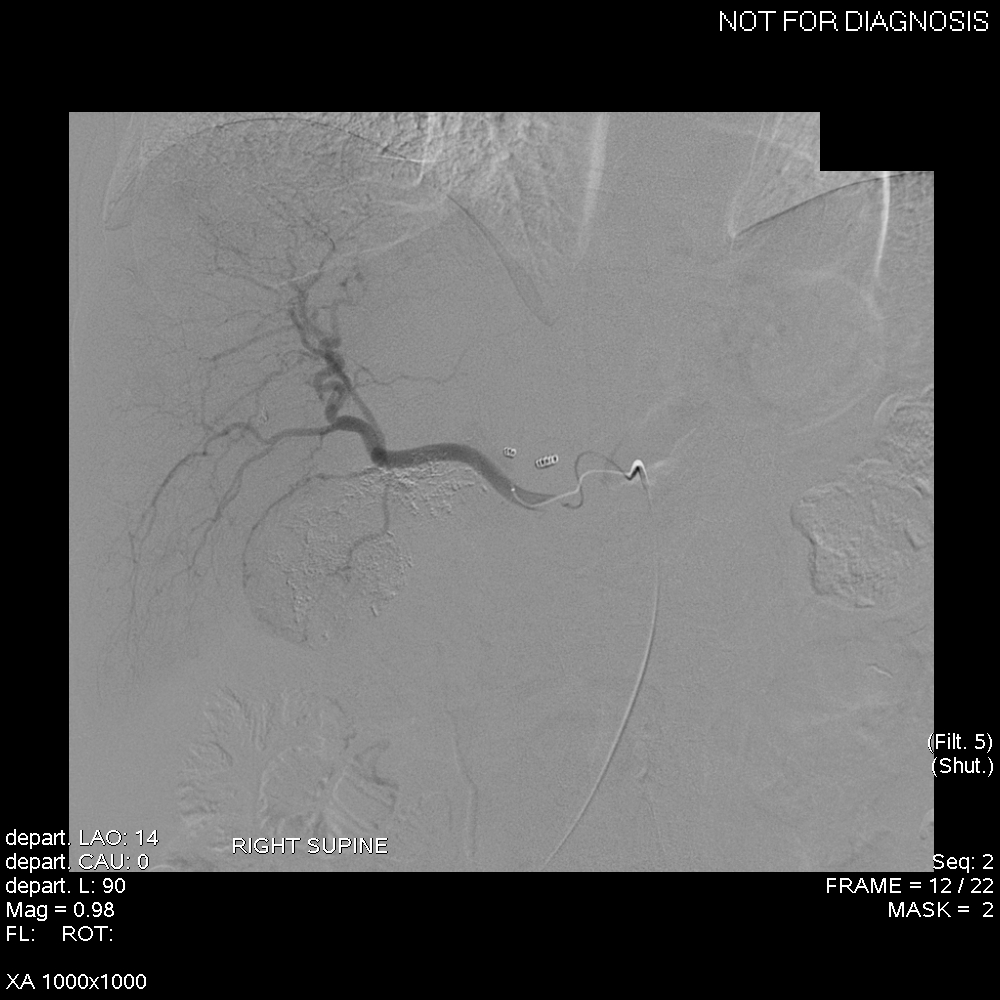 NOT FOR DIAGNOSIS
(Filt. 5)
(Shut.)
depart. LAO: 14
RIGHT SUPINE
depart. CAU: 0
Seq: 2
depart. L: 90
FRAME = 12 / 22
Mag = 0.98
MASK = 2
FL: ROT:
XA 1000x1000